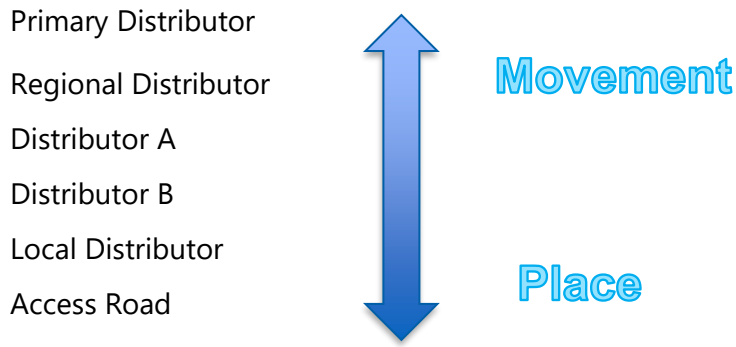 Primary Distributor
Regional Distributor
Distributor A
Distributor B
Local Distributor
Access Road
Movement
Place